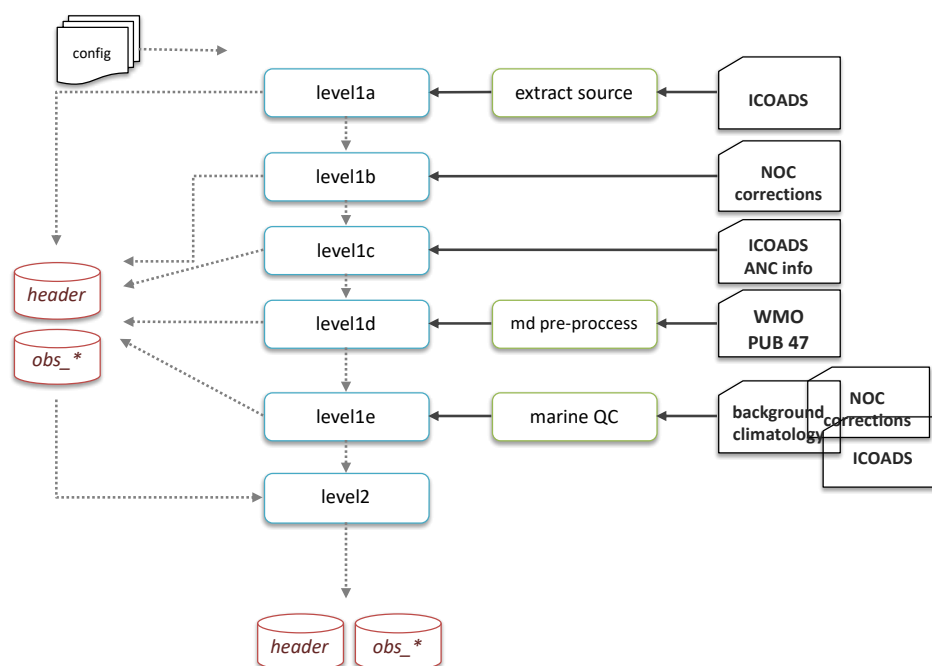 config
level1a
extract source
ICOADS
level1b
NOC
corrections
level1c
ICOADS
ANC info
header
level1d
md pre-proccess
WMO
PUB 47
obs_*
level1e
marine QC
background
climatology
NOC
corrections
ICOADS
level2
header
obs_*